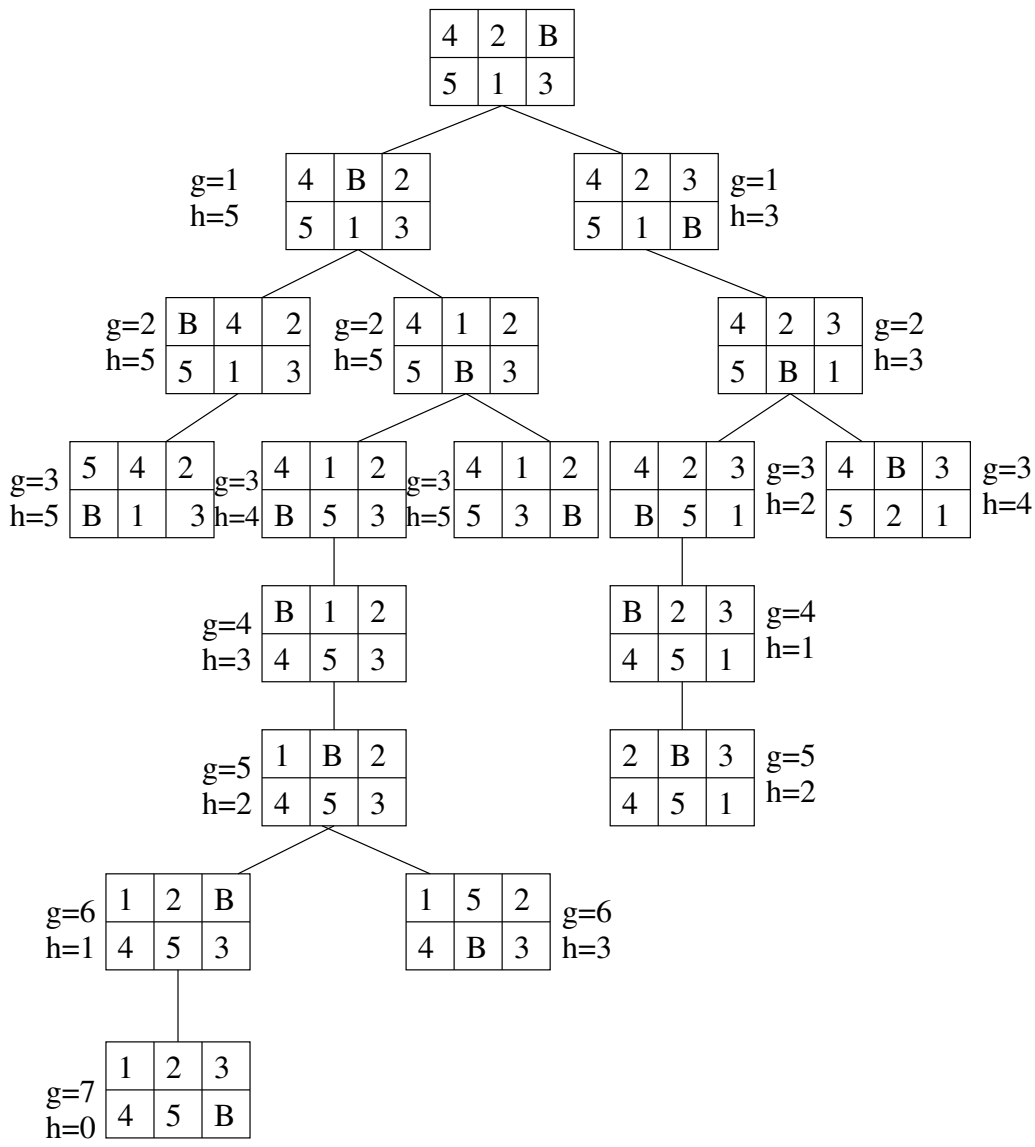 4 2 B
5 1 3
g=1 4 B 2 4 2 3 g=1
h=5 5 1 3 5 1 B h=3
g=2 B 4 2 g=2 4 1 2 4 2 3 g=2
h=5 5 1 3 h=5 5 B 3 5 B 1 h=3
g=3 5 4 2 g=3 4 1 2 g=3 4 1 2 4 2 3 g=3 4 B 3 g=3
h=5 B 1 3 h=4 B 5 3 h=5 5 3 B B 5 1 h=2 5 2 1 h=4
g=4 B 1 2 B 2 3 g=4
h=3 4 5 3 4 5 1 h=1
g=5 1 B 2 2 B 3 g=5
h=2 4 5 3 4 5 1 h=2
g=6 1 2 B 1 5 2 g=6
h=1 4 5 3 4 B 3 h=3
g=7 1 2 3
h=0 4 5 B